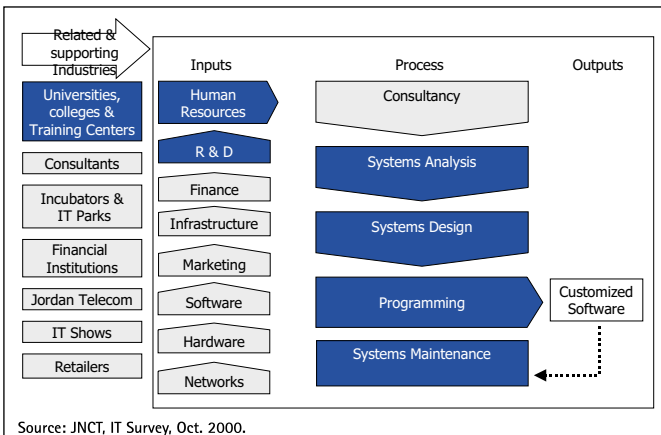 Related &
supporting
Industries
Inputs
Process
Outputs
Universities,
colleges &
Training Centers
Consultants
Incubators &
IT Parks
Financial
Institutions
Jordan Telecom
IT Shows
Retailers
Human
Resources
R & D
Finance
Infrastructure
Marketing
Software
Hardware
Networks
Consultancy
Systems Analysis
Systems Design
Programming
Systems Maintenance
Customized
Software
Source: JNCT, IT Survey, Oct. 2000.